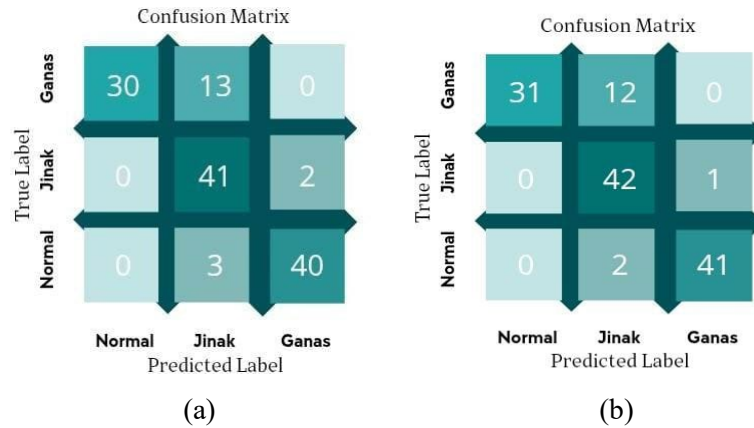 Confusion Matrix
True Label
Ganas 30 13 0
Jinak 0 41 2
Normal 0 3 40
Normal Jinak Ganas
Predicted Label
(a)
Confusion Matrix
True Label
Ganas 31 12 0
Jinak 0 42 1
Normal 0 2 41
Normal Jinak Ganas
Predicted Label
(b)